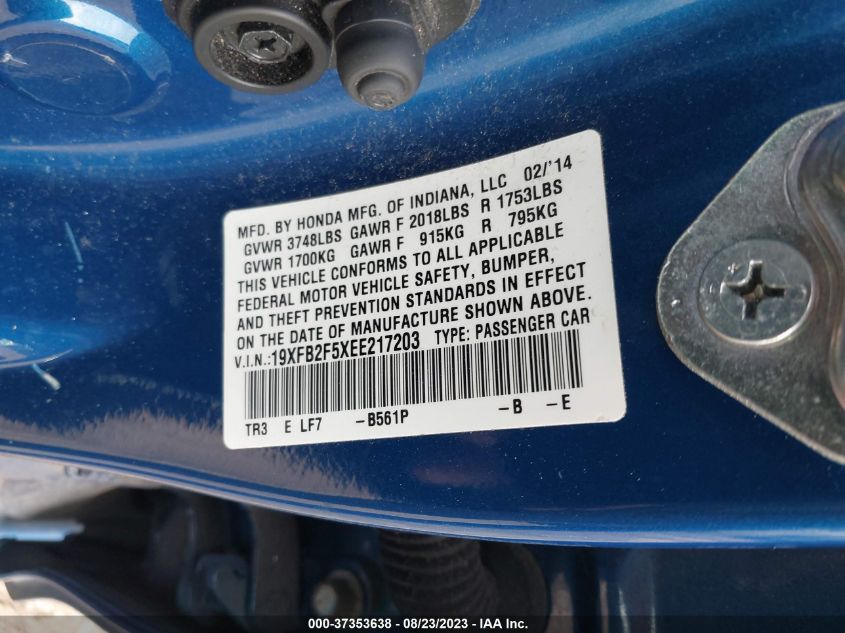 MFD. BY HONDA MFG. OF INDIANA, LLC 02/'14
GVWR 3748LBS GAWR F 2018LBS R 1753LBS
GVWR 1700KG GAWR F 915KG R 795KG
THIS VEHICLE CONFORMS TO ALL APPLICABLE
FEDERAL MOTOR VEHICLE SAFETY, BUMPER,
AND THEFT PREVENTION STANDARDS IN EFFECT
ON THE DATE OF MANUFACTURE SHOWN ABOVE.
V.I.N.:19XFB2F5XEE217203 TYPE: PASSENGER CAR
TR3 E LF7 -B561P -B -E
000-37353638 - 08/23/2023 - IAA Inc.